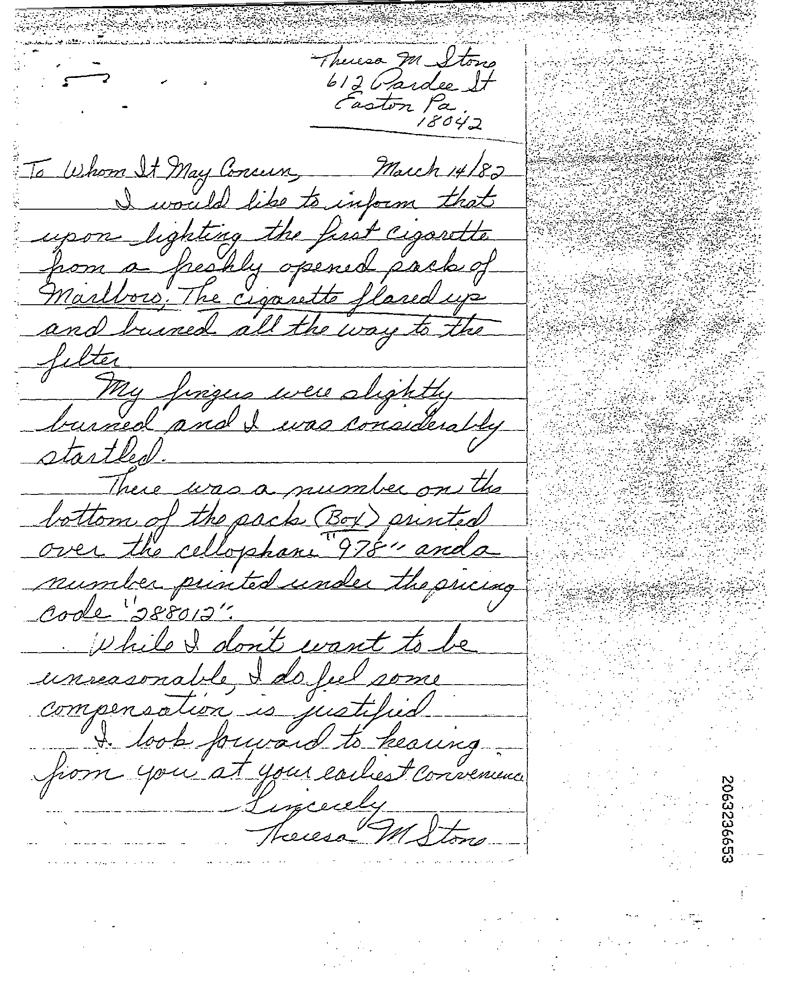 Theresa M Stone
612 Pardee St
Easton Pa.
18042
To Whom It May Concern, March 14/82
I would like to inform that
upon lighting the first cigarette
from a freshly opened pack of
Marlboro; The cigarette flared up
and burned all the way to the
filter.
My fingers were slightly
burned and I was considerably
startled.
There was a number on the
bottom of the pack (Box) printed
over the cellophane "978" and a
number printed under the pricing
code "288012".
While I don't want to be
unreasonable, I do feel some
compensation is justified
I look forward to hearing
from you at your earliest convenience
Sincerely
Theresa M Stone
2063236653